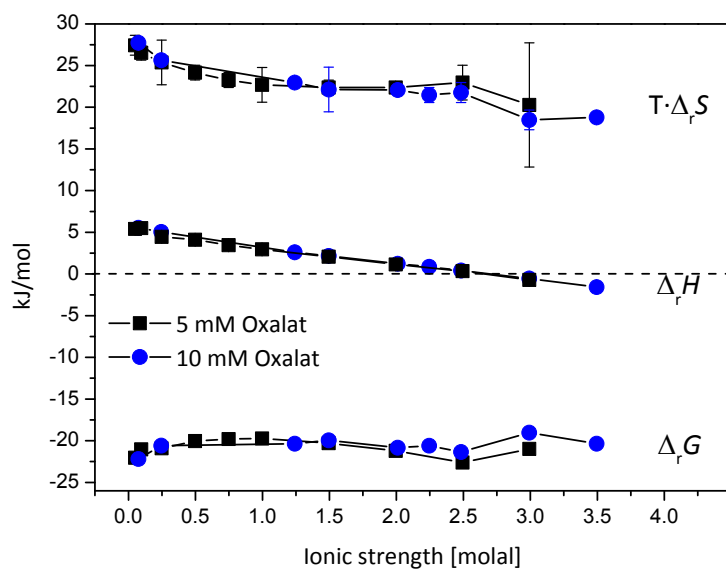 30
25
20
15
10
5
0
-5
-10
-15
-20
-25
kJ/mol
T·ΔrS
ΔrH
5 mM Oxalat
10 mM Oxalat
ΔrG
0.0 0.5 1.0 1.5 2.0 2.5 3.0 3.5 4.0
Ionic strength [molal]